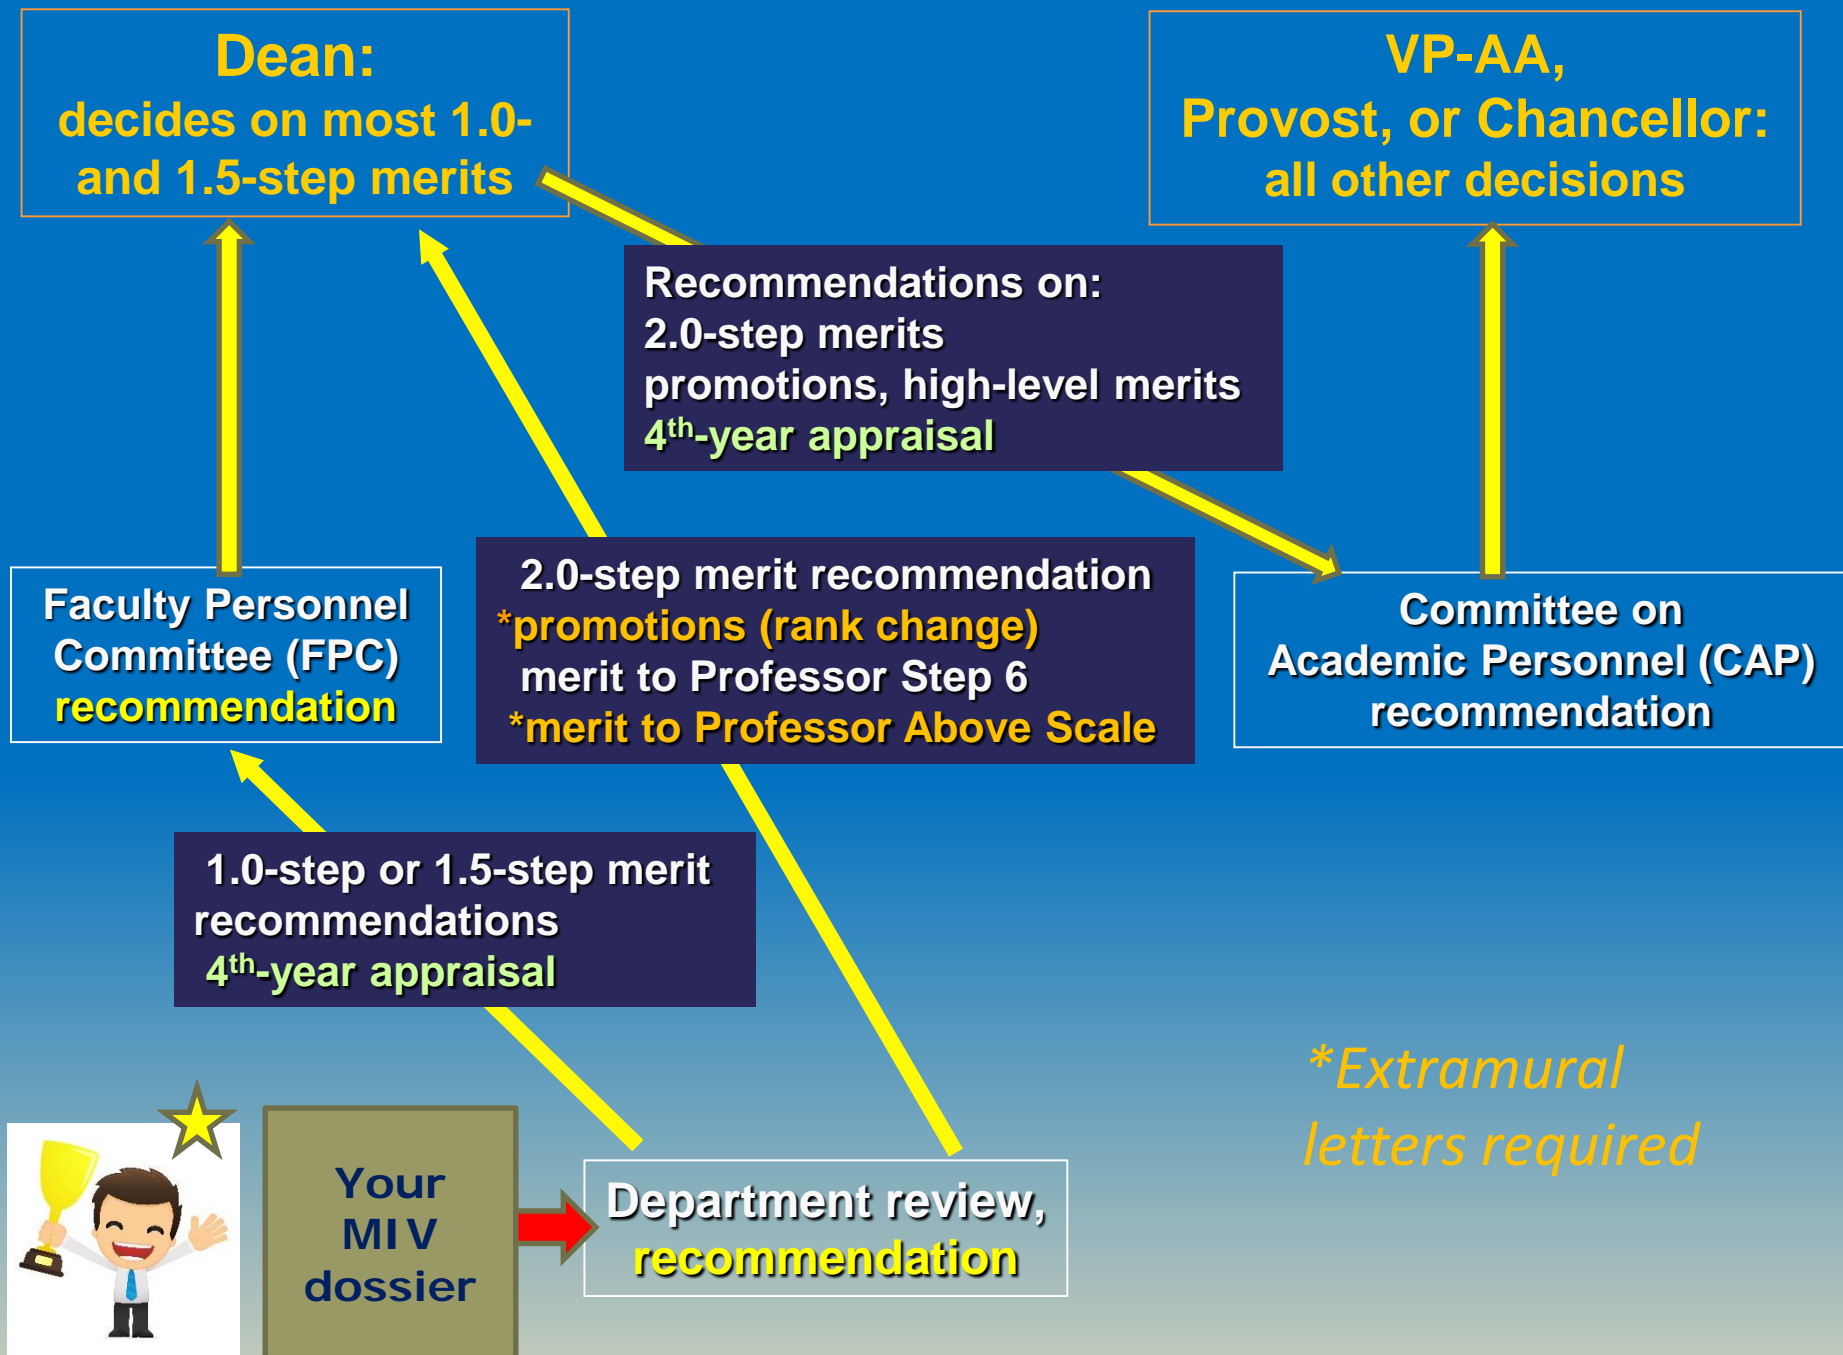 Dean:
decides on most 1.0-
and 1.5-step merits
VP-AA,
Provost, or Chancellor:
all other decisions
Recommendations on:
2.0-step merits
promotions, high-level merits
4th-year appraisal
Faculty Personnel
Committee (FPC)
recommendation
2.0-step merit recommendation
*promotions (rank change)
merit to Professor Step 6
*merit to Professor Above Scale
Committee on
Academic Personnel (CAP)
recommendation
1.0-step or 1.5-step merit
recommendations
4th-year appraisal
*Extramural
letters required
Your
MIV
dossier
Department review,
recommendation